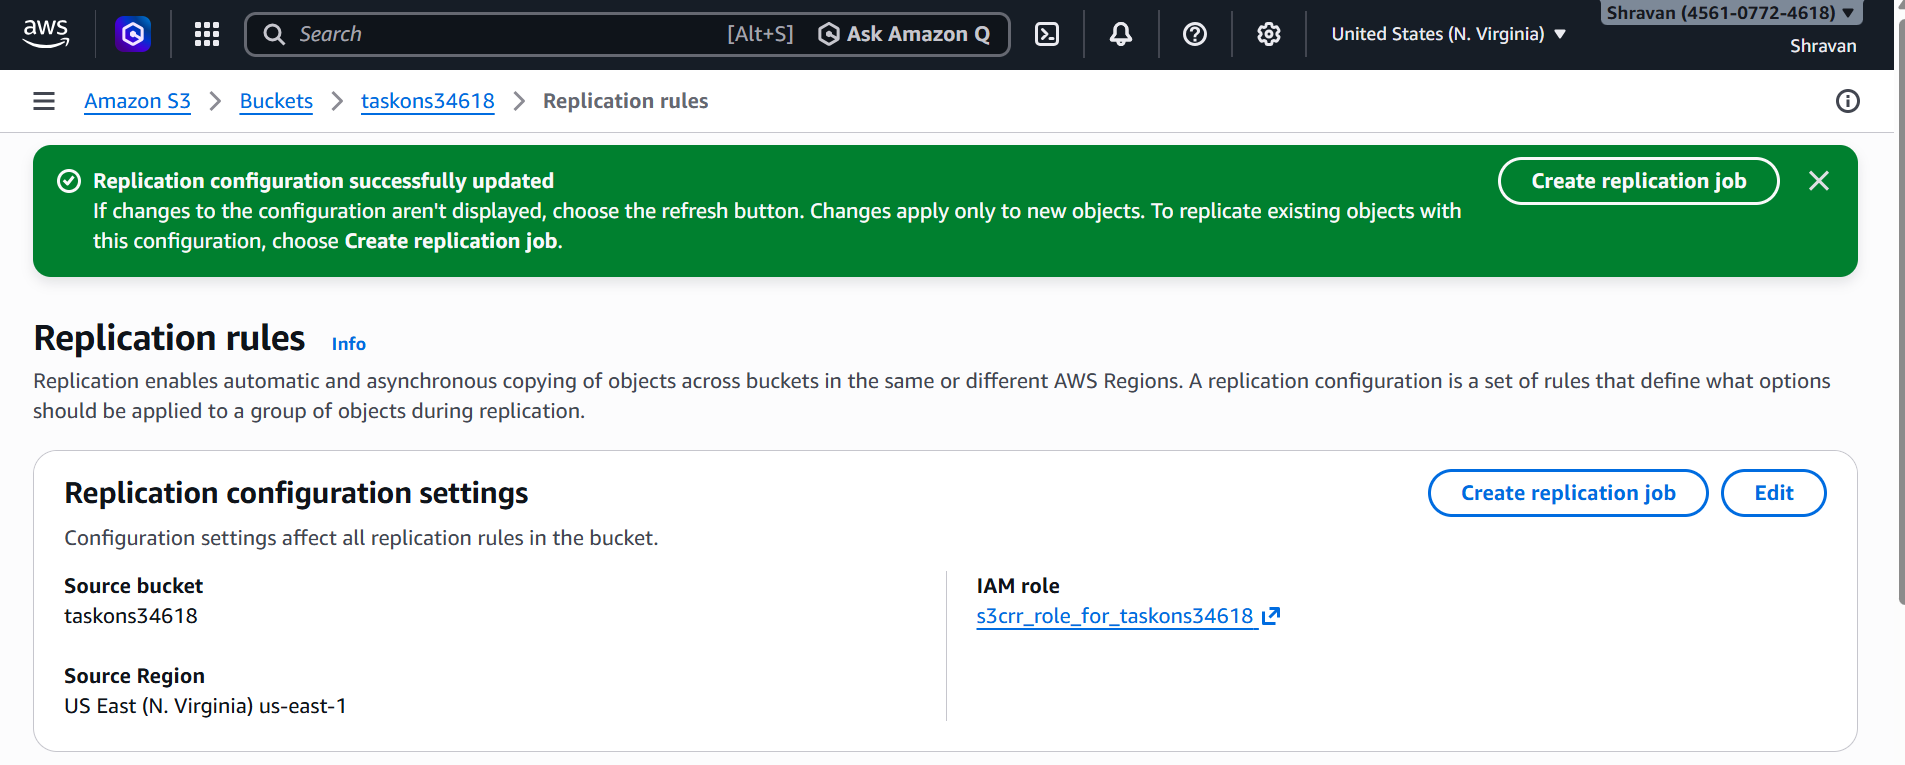 aws
Search [Alt+S] Ask Amazon Q
United States (N. Virginia) ▼
Shravan (4561-0772-4618) ▼
Shravan
Amazon S3 > Buckets > taskons34618 > Replication rules
Replication configuration successfully updated
If changes to the configuration aren't displayed, choose the refresh button. Changes apply only to new objects. To replicate existing objects with
this configuration, choose Create replication job.
Create replication job
Replication rules Info
Replication enables automatic and asynchronous copying of objects across buckets in the same or different AWS Regions. A replication configuration is a set of rules that define what options
should be applied to a group of objects during replication.
Replication configuration settings
Create replication job
Edit
Configuration settings affect all replication rules in the bucket.
Source bucket
taskons34618
Source Region
US East (N. Virginia) us-east-1
IAM role
s3crr_role_for_taskons34618